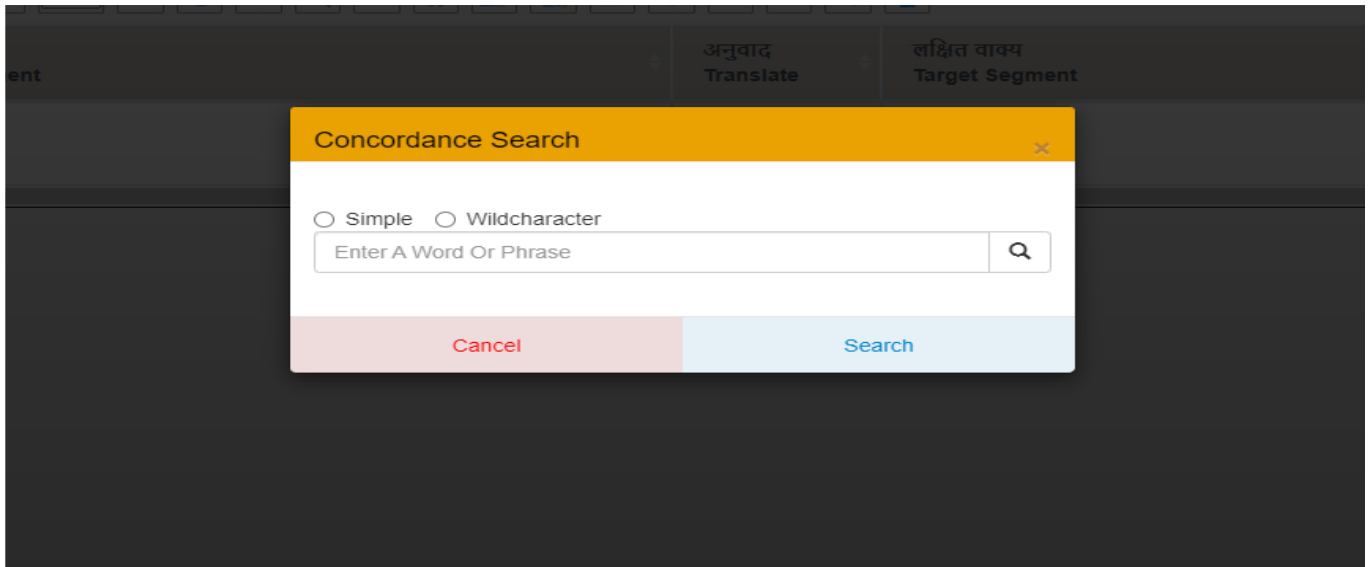 अनुवाद
लक्षित वाक्य
ent
Translate
Target Segment
Concordance Search
×
Simple
Wildcharacter
Enter A Word Or Phrase
Cancel
Search